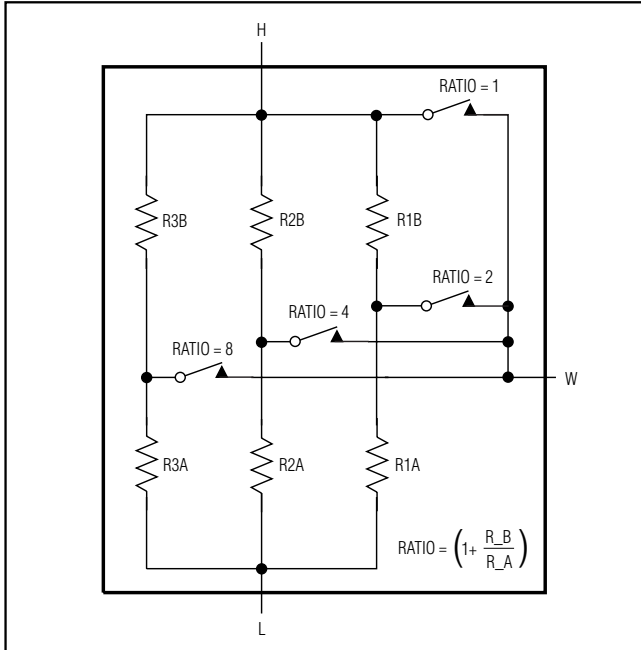 H
RATIO = 1
R3B
R2B
R1B
RATIO = 2
RATIO = 4
RATIO = 8
W
R3A
R2A
R1A
RATIO = (1+ R_B / R_A)
L